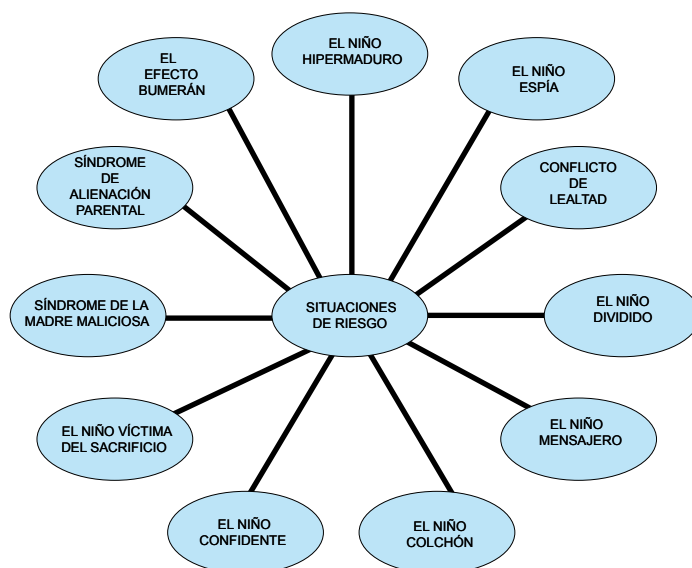 EL NIÑO
HIPERMADURO
EL
EFECTO
BUMERÁN
EL NIÑO
ESPÍA
SÍNDROME
DE
ALIENACIÓN
PARENTAL
CONFLICTO
DE
LEALTAD
SÍNDROME DE LA
MADRE MALICIOSA
SITUACIONES
DE RIESGO
EL NIÑO
DIVIDIDO
EL NIÑO VÍCTIMA
DEL SACRIFICIO
EL NIÑO
MENSAJERO
EL NIÑO
CONFIDENTE
EL NIÑO
COLCHÓN